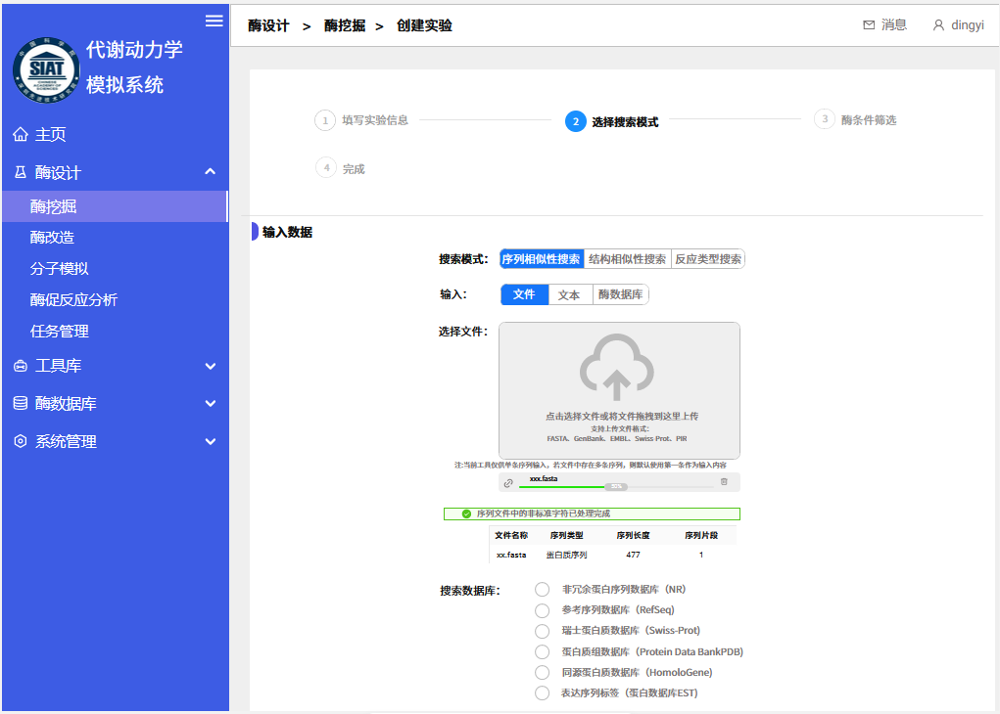 代谢动力学
模拟系统
SIAT
主页
酶设计
酶挖掘
酶改造
分子模拟
酶促反应分析
任务管理
工具库
酶数据库
系统管理
酶设计 > 酶挖掘 > 创建实验
消息 dingyi
1 填写实验信息 2 选择搜索模式 3 酶条件筛选
4 完成
输入数据
搜索模式: 序列相似性搜索 结构相似性搜索 反应类型搜索
输入: 文件 文本 酶数据库
选择文件:
点击选择文件或将文件拖拽到这里上传
支持上传文件格式:
FASTA、GenBank、EMBL、Swiss-Prot、PIR
注:当前工具仅供单条序列输入,若文件中存在多条序列,则默认使用第一条作为输入内容
xxx.fasta
序列文件中的非标准字符已处理完成
文件名称 序列类型 序列长度 序列片段
xx.fasta 蛋白质序列 477 1
搜索数据库:
非冗余蛋白序列数据库(NR)
参考序列数据库(RefSeq)
瑞士蛋白质数据库(Swiss-Prot)
蛋白质组数据库(Protein Data BankPDB)
同源蛋白质数据库(HomoloGene)
表达序列标签(蛋白数据库EST)